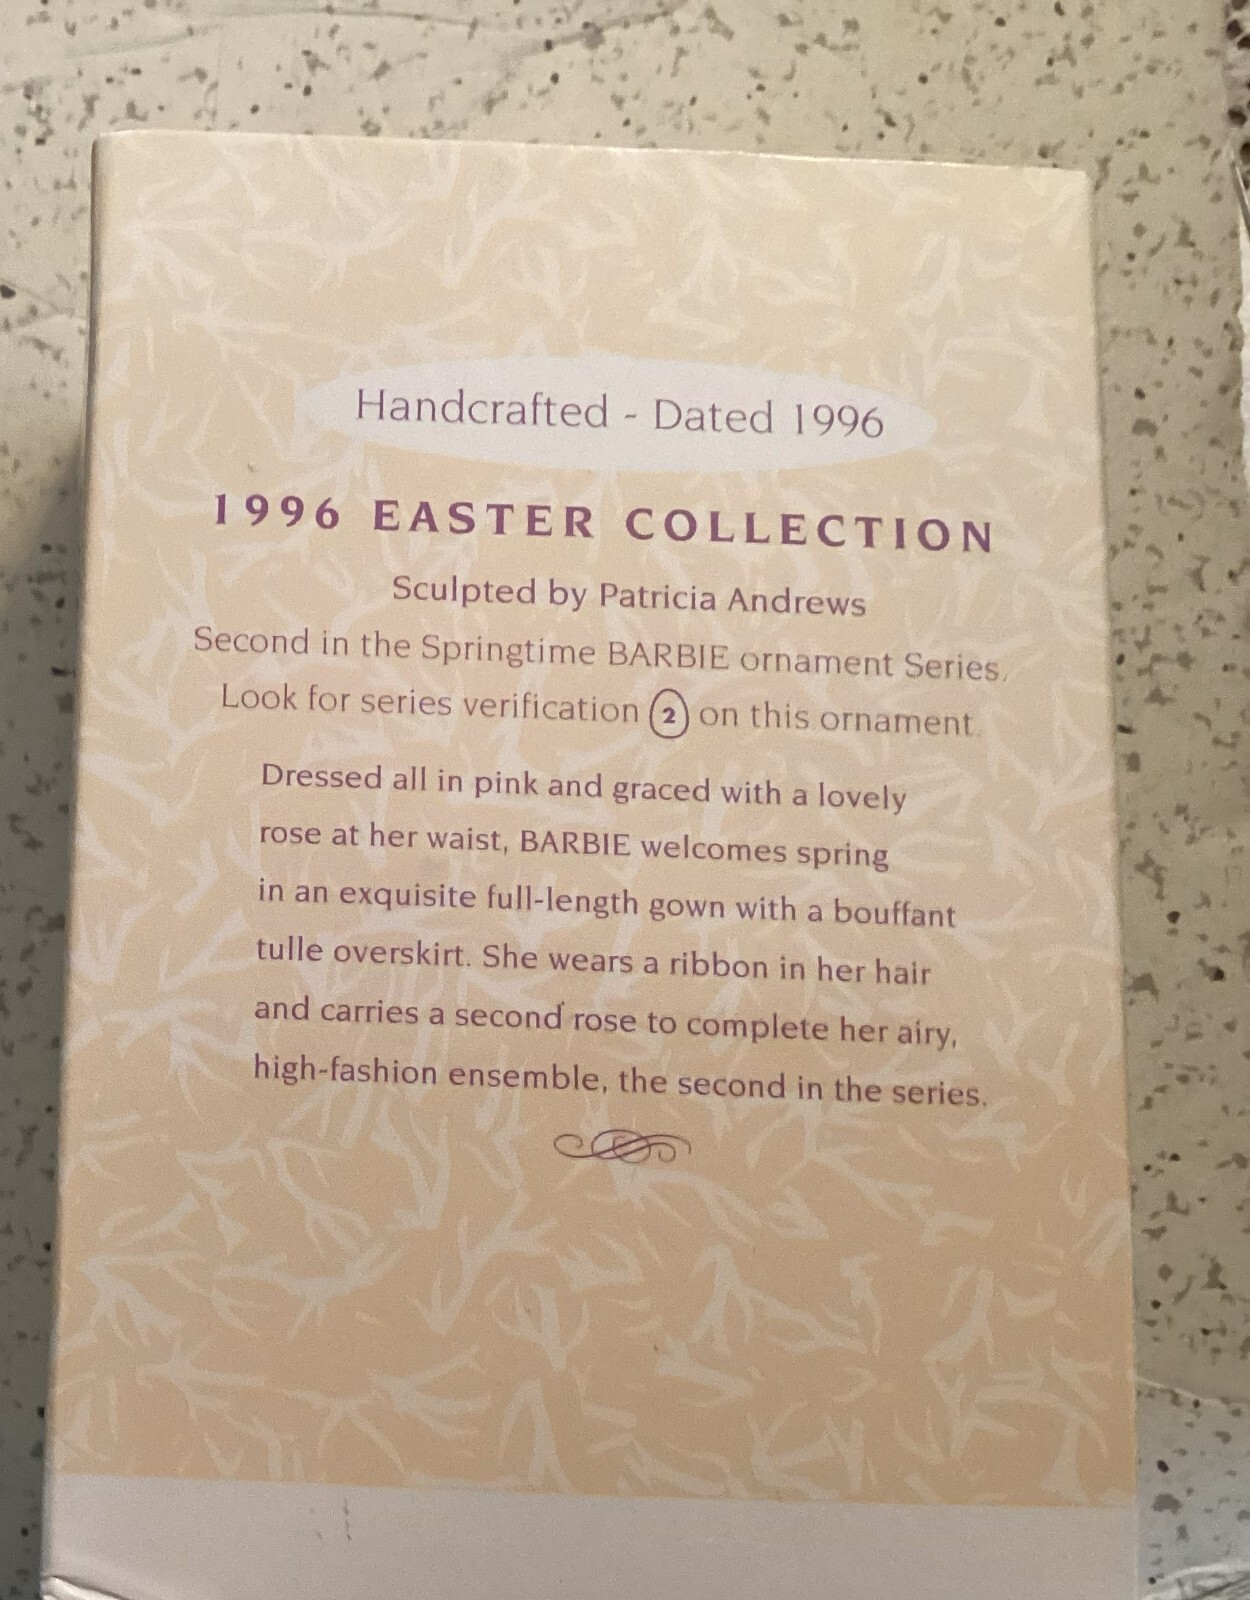 Handcrafted - Dated 1996
1996 EASTER COLLECTION
Sculpted by Patricia Andrews
Second in the Springtime BARBIE ornament Series.
Look for series verification 2 on this ornament.
Dressed all in pink and graced with a lovely
rose at her waist, BARBIE welcomes spring
in an exquisite full-length gown with a bouffant
tulle overskirt. She wears a ribbon in her hair
and carries a second rose to complete her airy,
high-fashion ensemble, the second in the series.